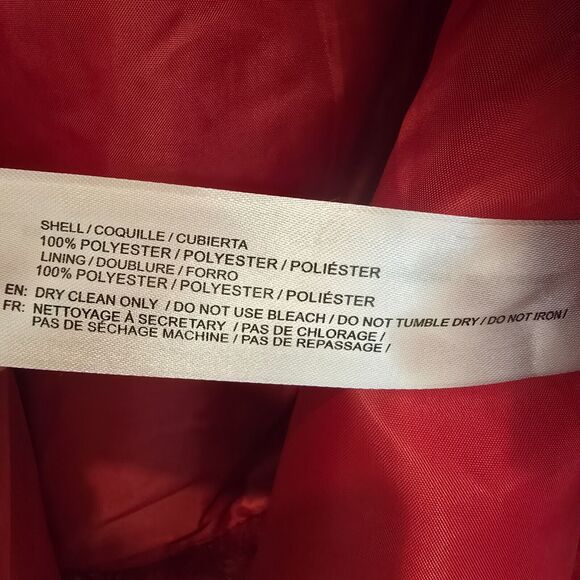 SHELL / COQUILLE / CUBIERTA
100% POLYESTER / POLYESTER / POLIÉSTER
LINING / DOUBLURE / FORRO
100% POLYESTER / POLYESTER / POLIÉSTER
EN: DRY CLEAN ONLY / DO NOT USE BLEACH / DO NOT TUMBLE DRY / DO NOT IRON /
FR: NETTOYAGE À SECRETARY / PAS DE CHLORAGE /
PAS DE SÉCHAGE MACHINE / PAS DE REPASSAGE /